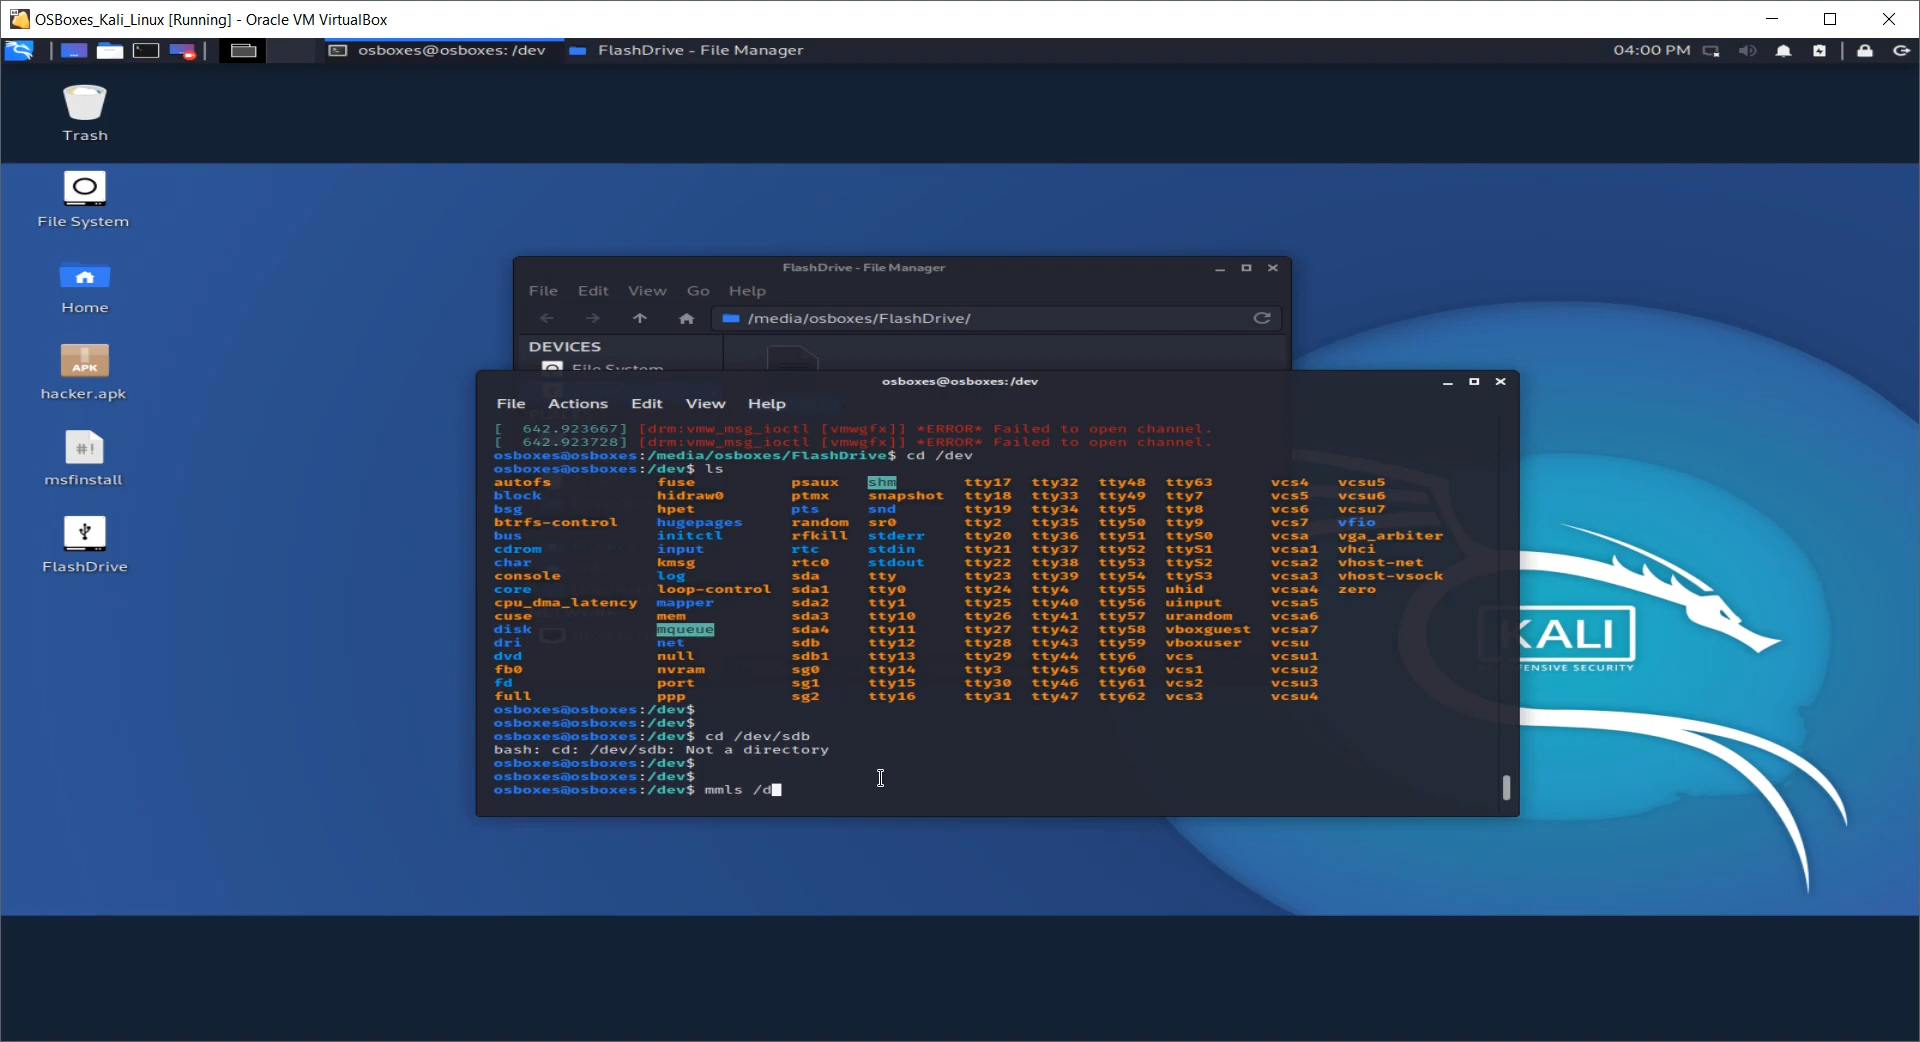 OSBoxes_Kali_Linux [Running] - Oracle VM VirtualBox
osboxes@osboxes: /dev
FlashDrive - File Manager
04:00 PM
Trash
File System
Home
APK
hacker.apk
#!
msfinstall
FlashDrive
FlashDrive - File Manager
File Edit View Go Help
/media/osboxes/FlashDrive/
DEVICES
File System
osboxes@osboxes: /dev
File Actions Edit View Help
[ 642.923667] [drm:vmw_msg_ioctl [vmwgfx]] *ERROR* Failed to open channel.
[ 642.923728] [drm:vmw_msg_ioctl [vmwgfx]] *ERROR* Failed to open channel.
osboxes@osboxes:/media/osboxes/FlashDrive$ cd /dev
osboxes@osboxes:/dev$ ls
autofs fuse psaux shm tty17 tty32 tty48 tty63 vcs4 vcsu5
block hidraw0 ptmx snapshot tty18 tty33 tty49 tty7 vcs5 vcsu6
bsg hpet pts snd tty19 tty34 tty5 tty8 vcs6 vcsu7
btrfs-control hugepages random sr0 tty2 tty35 tty50 tty9 vcs7 vfio
bus initctl rfkill stderr tty20 tty36 tty51 ttyS0 vcsa vga_arbiter
cdrom input rtc stdin tty21 tty37 tty52 ttyS1 vcsa1 vhci
char kmsg rtc0 stdout tty22 tty38 tty53 ttyS2 vcsa2 vhost-net
console log sda tty tty23 tty39 tty54 ttyS3 vcsa3 vhost-vsock
core loop-control sda1 tty0 tty24 tty4 tty55 uhid vcsa4 zero
cpu_dma_latency mapper sda2 tty1 tty25 tty40 tty56 uinput vcsa5
cuse mem sda3 tty10 tty26 tty41 tty57 urandom vcsa6
disk mqueue sda4 tty11 tty27 tty42 tty58 vboxguest vcsa7
dri net sdb tty12 tty28 tty43 tty59 vboxuser vcsu
dvd null sdb1 tty13 tty29 tty44 tty6 vcs vcsu1
fb0 nvram sg0 tty14 tty3 tty45 tty60 vcs1 vcsu2
fd port sg1 tty15 tty30 tty46 tty61 vcs2 vcsu3
full ppp sg2 tty16 tty31 tty47 tty62 vcs3 vcsu4
osboxes@osboxes:/dev$
osboxes@osboxes:/dev$
osboxes@osboxes:/dev$ cd /dev/sdb
bash: cd: /dev/sdb: Not a directory
osboxes@osboxes:/dev$
osboxes@osboxes:/dev$
osboxes@osboxes:/dev$ mmls /d
KALI
SECURITY